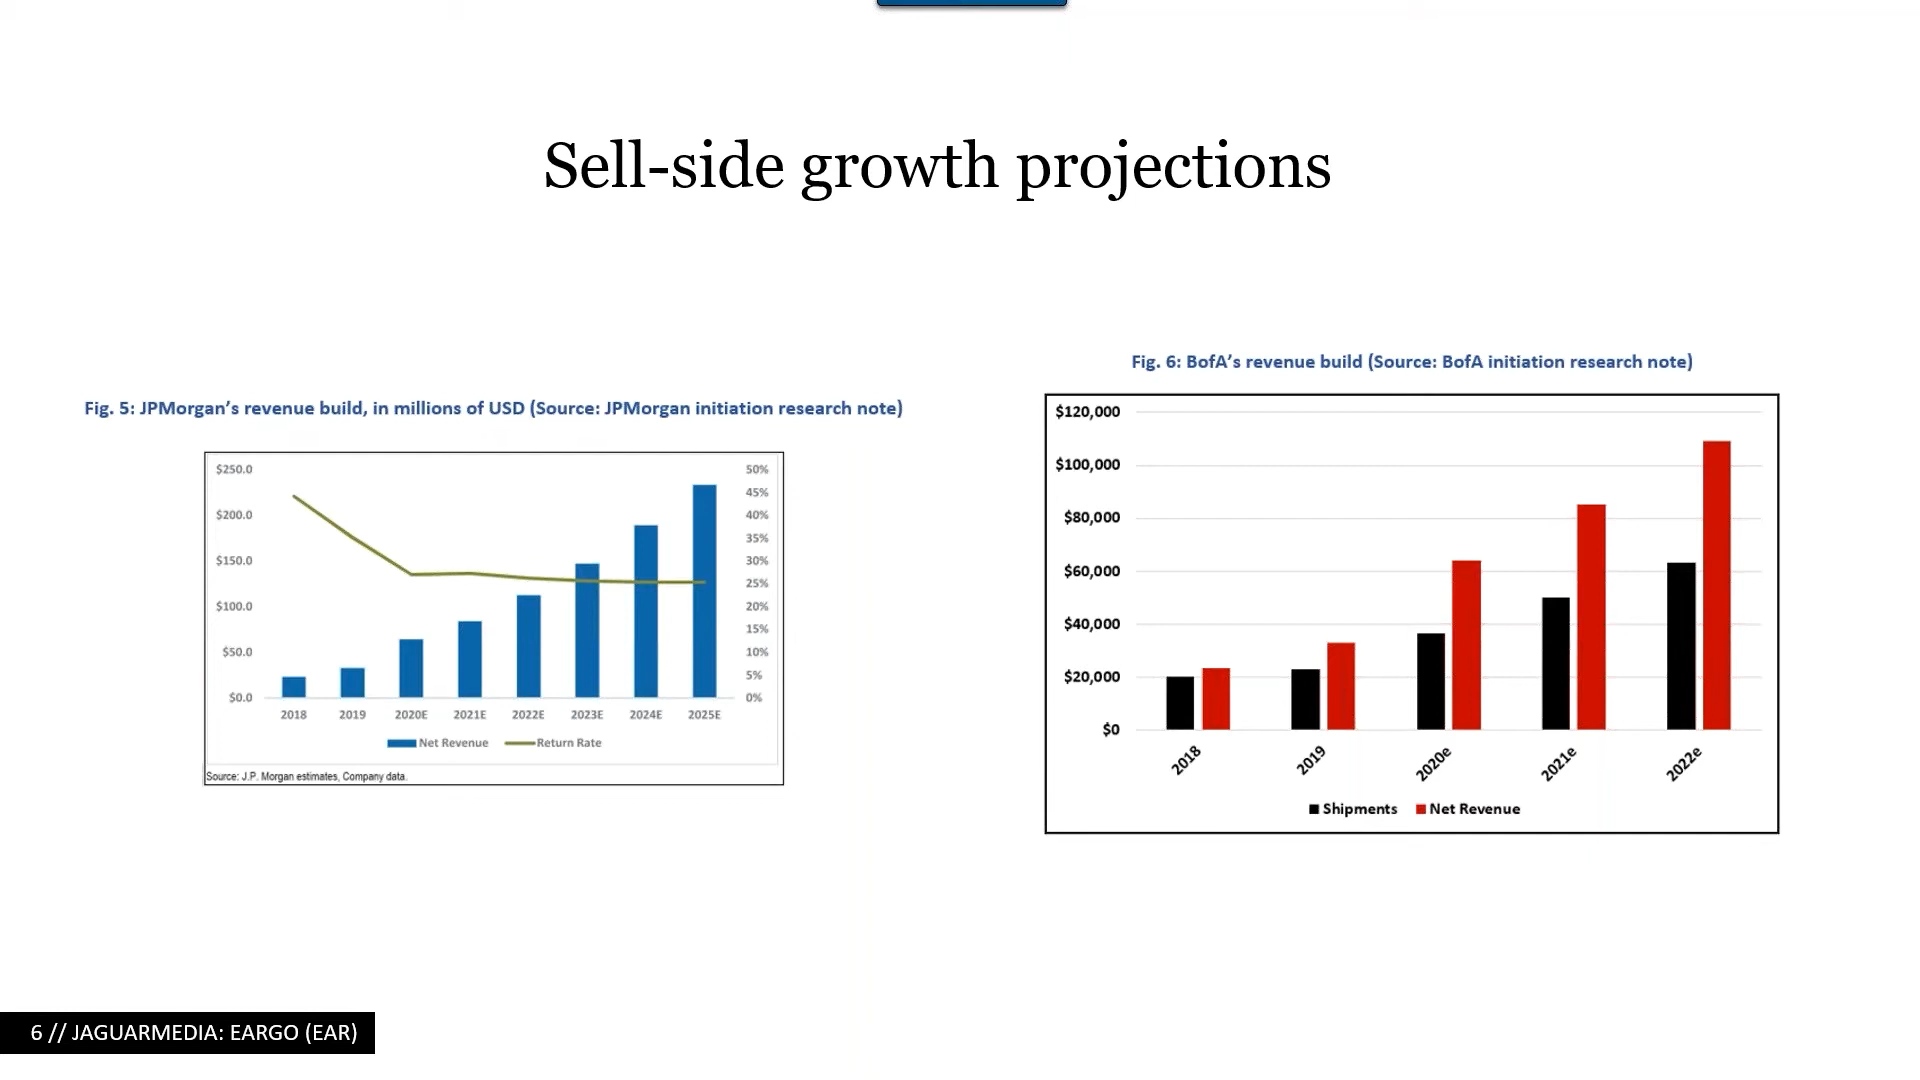 Sell-side growth projections
Fig. 5: JPMorgan’s revenue build, in millions of USD (Source: JPMorgan initiation research note)
$250.0
$200.0
$150.0
$100.0
$50.0
$0.0
50%
45%
40%
35%
30%
25%
20%
15%
10%
5%
0%
2018 2019 2020E 2021E 2022E 2023E 2024E 2025E
Net Revenue Return Rate
Source: J.P. Morgan estimates, Company data.
Fig. 6: BofA’s revenue build (Source: BofA initiation research note)
$120,000
$100,000
$80,000
$60,000
$40,000
$20,000
$0
2018 2019 2020e 2021e 2022e
Shipments Net Revenue
6 // JAGUARMEDIA: EARGO (EAR)